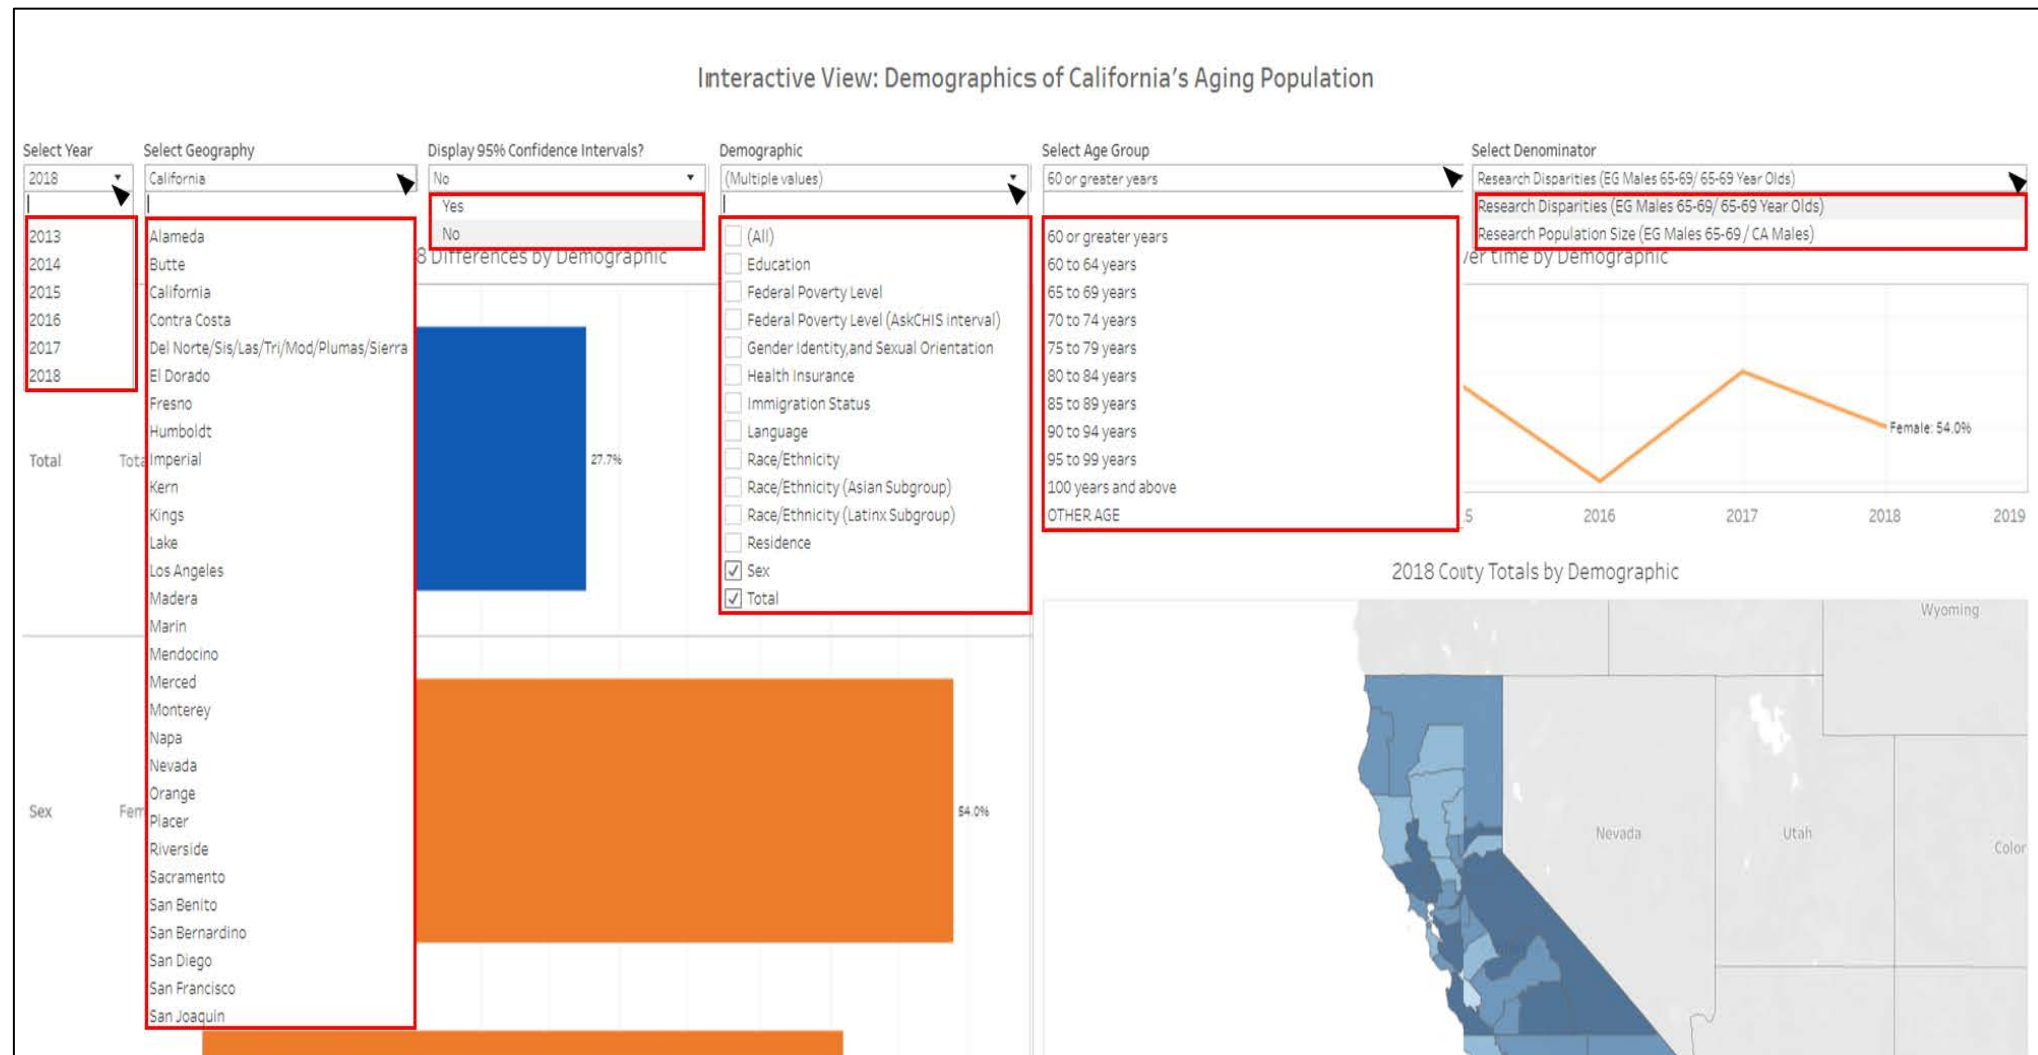 Interactive View: Demographics of California's Aging Population
Select Year
2018
2013
2014
2015
2016
2017
2018
Select Geography
California
Alameda
Butte
California
Contra Costa
Del Norte/Sis/Las/Tri/Mod/Plumas/Sierra
El Dorado
Fresno
Humboldt
Imperial
Kern
Kings
Lake
Los Angeles
Madera
Marin
Mendocino
Merced
Monterey
Napa
Nevada
Orange
Placer
Riverside
Sacramento
San Benito
San Bernardino
San Diego
San Francisco
San Joaquin
Display 95% Confidence Intervals?
No
Yes
No
8 Differences by Demographic
Total
Tota
27.7%
Sex
Fem
54.0%
Demographic
(Multiple values)
(All)
Education
Federal Poverty Level
Federal Poverty Level (AskCHIS interval)
Gender Identity,and Sexual Orientation
Health Insurance
Immigration Status
Language
Race/Ethnicity
Race/Ethnicity (Asian Subgroup)
Race/Ethnicity (Latinx Subgroup)
Residence
Sex
Total
Select Age Group
60 or greater years
60 or greater years
60 to 64 years
65 to 69 years
70 to 74 years
75 to 79 years
80 to 84 years
85 to 89 years
90 to 94 years
95 to 99 years
100 years and above
OTHER AGE
Select Denominator
Research Disparities (EG Males 65-69/ 65-69 Year Olds)
Research Disparities (EG Males 65-69/ 65-69 Year Olds)
Research Population Size (EG Males 65-69 / CA Males)
ver time by Demographic
Female: 54.0%
5 2016 2017 2018 2019
2018 Couty Totals by Demographic
Wyoming
Nevada
Utah
Color